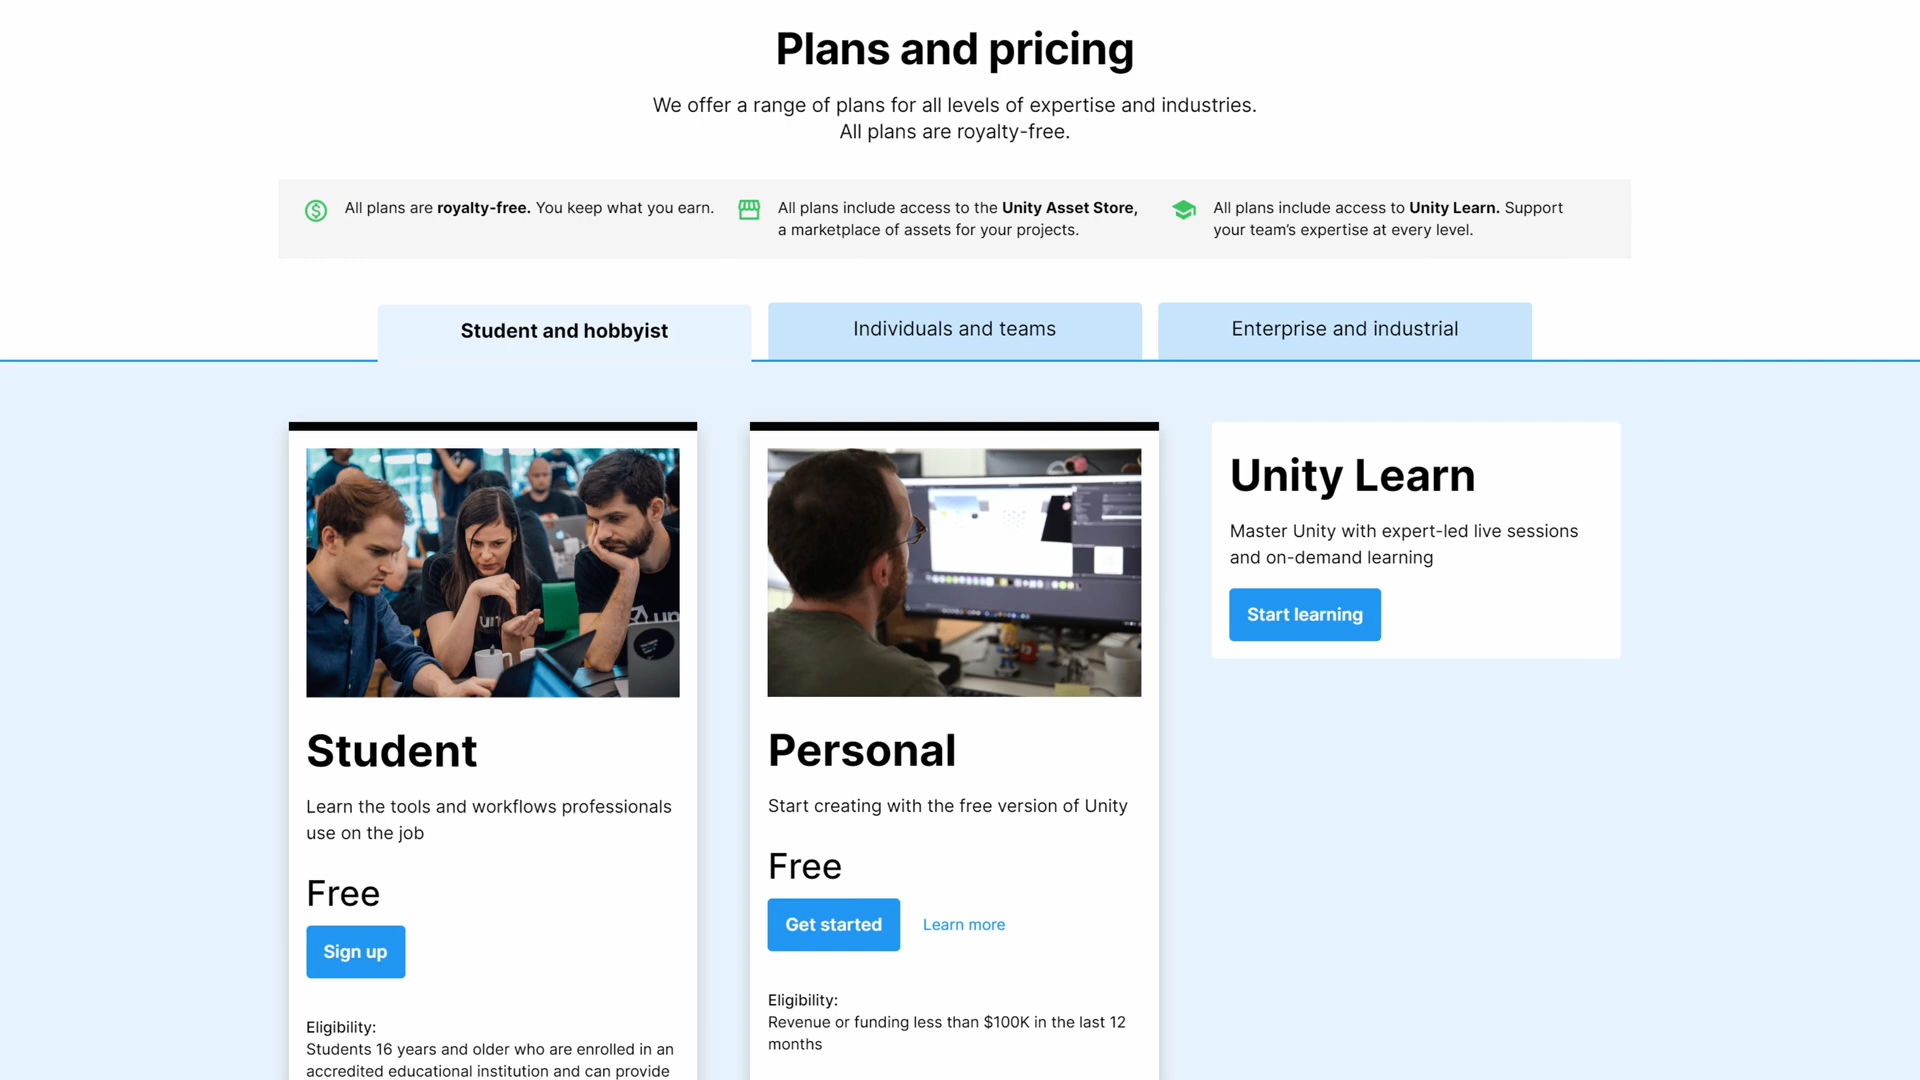 Plans and pricing
We offer a range of plans for all levels of expertise and industries.
All plans are royalty-free.
All plans are royalty-free. You keep what you earn.
All plans include access to the Unity Asset Store,
a marketplace of assets for your projects.
All plans include access to Unity Learn. Support
your team's expertise at every level.
Student and hobbyist
Individuals and teams
Enterprise and industrial
Student
Learn the tools and workflows professionals
use on the job
Free
Sign up
Eligibility:
Students 16 years and older who are enrolled in an
accredited educational institution and can provide
Personal
Start creating with the free version of Unity
Free
Get started
Learn more
Eligibility:
Revenue or funding less than $100K in the last 12
months
Unity Learn
Master Unity with expert-led live sessions
and on-demand learning
Start learning